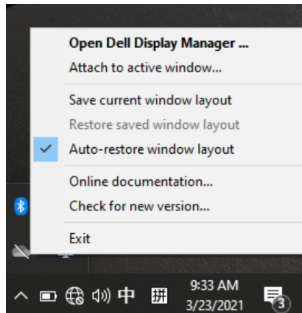 Open Dell Display Manager ...
Attach to active window...
Save current window layout
Restore saved window layout
Auto-restore window layout
Online documentation...
Check for new version...
Exit
中
9:33 AM
3/23/2021
3